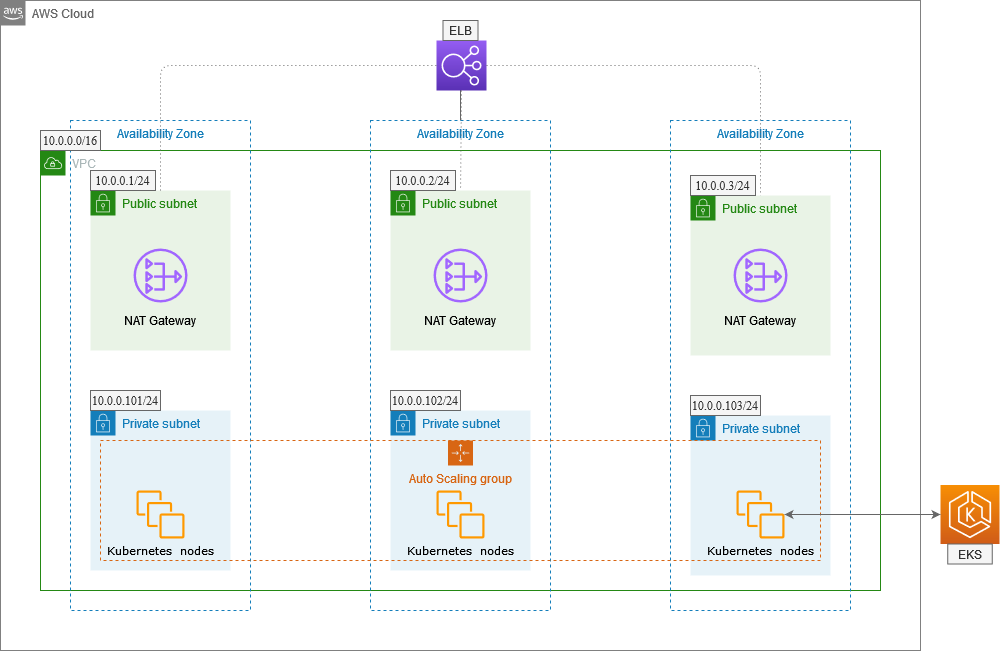 aws
AWS Cloud
ELB
Availability Zone
Availability Zone
Availability Zone
10.0.0.0/16
VPC
10.0.0.1/24
10.0.0.2/24
10.0.0.3/24
Public subnet
Public subnet
Public subnet
NAT Gateway
NAT Gateway
NAT Gateway
10.0.0.101/24
10.0.0.102/24
10.0.0.103/24
Private subnet
Private subnet
Private subnet
Auto Scaling group
Kubernetes nodes
Kubernetes nodes
Kubernetes nodes
K
EKS